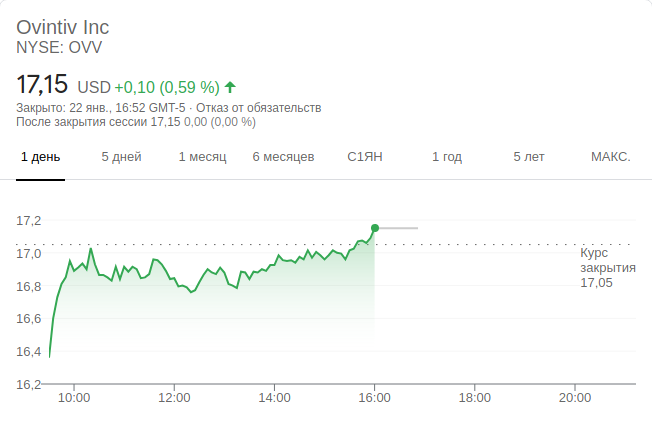 Ovintiv Inc
NYSE: OVV
17,15 USD +0,10 (0,59 %)
Закрыто: 22 янв., 16:52 GMT-5 · Отказ от обязательств
После закрытия сессии 17,15 0,00 (0,00 %)
1 день 5 дней 1 месяц 6 месяцев С1ЯН 1 год 5 лет МАКС.
17,2
17,0
16,8
16,6
16,4
16,2
Курс
закрытия
17,05
10:00 12:00 14:00 16:00 18:00 20:00